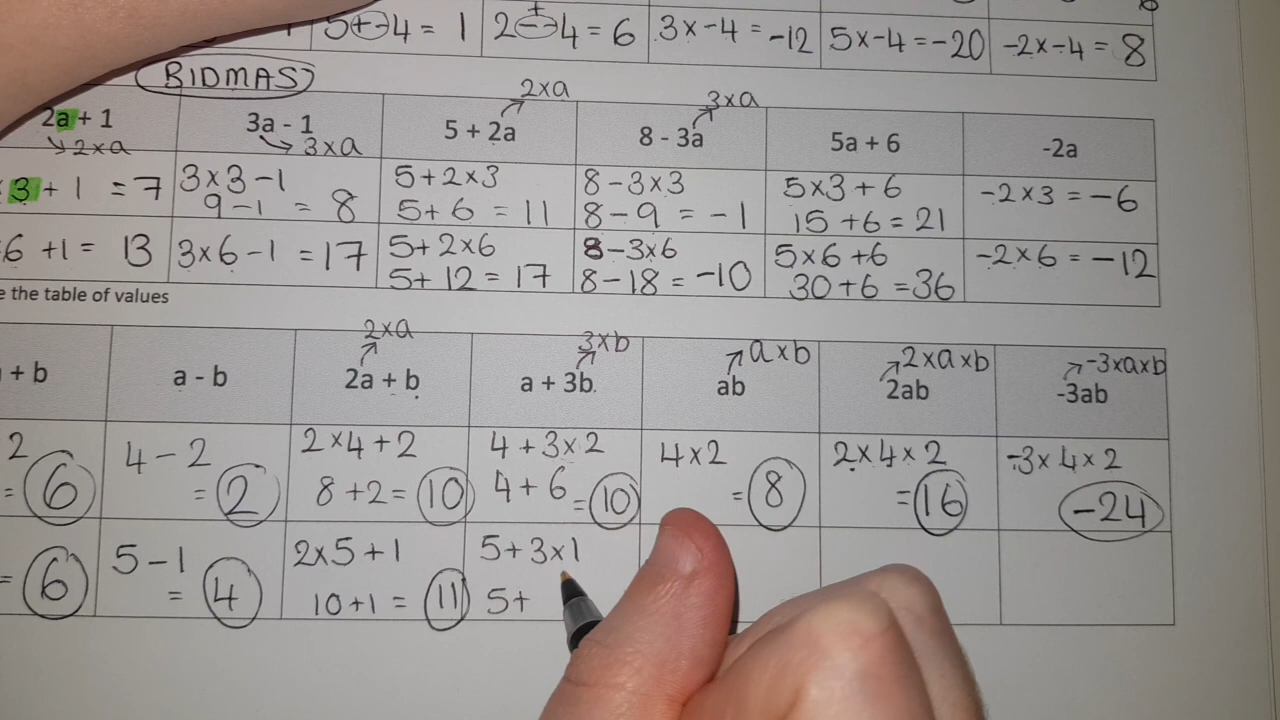 5+-4 = 1
2--4 = 6
+
3x-4 = -12
5x-4=-20
-2x-4 = 8
BIDMAS
2xa
3xa
2a + 1
3a - 1
5 + 2a
8 - 3a
5a + 6
-2a
2xa
3xa
3 + 1 = 7
3x3-1
9-1 = 8
5+2x3
5+6 = 11
8-3x3
8-9 = -1
5x3+6
15+6=21
-2x3=-6
6 +1= 13
3x6-1=17
5+2x6
5+12=17
8-3x6
8-18=-10
5x6+6
30+6=36
-2x6=-12
the table of values
2xa
3xb
axb
2xaxb
-3xaxb
+ b
a - b
2a + b
a + 3b
ab
2ab
-3ab
2
= 6
4-2
= 2
2x4+2
8+2=10
4+3x2
4+6=10
4x2
=8
2x4x2
=16
-3x4x2
-24
= 6
5-1
= 4
2x5+1
10+1=11
5+3x1
5+